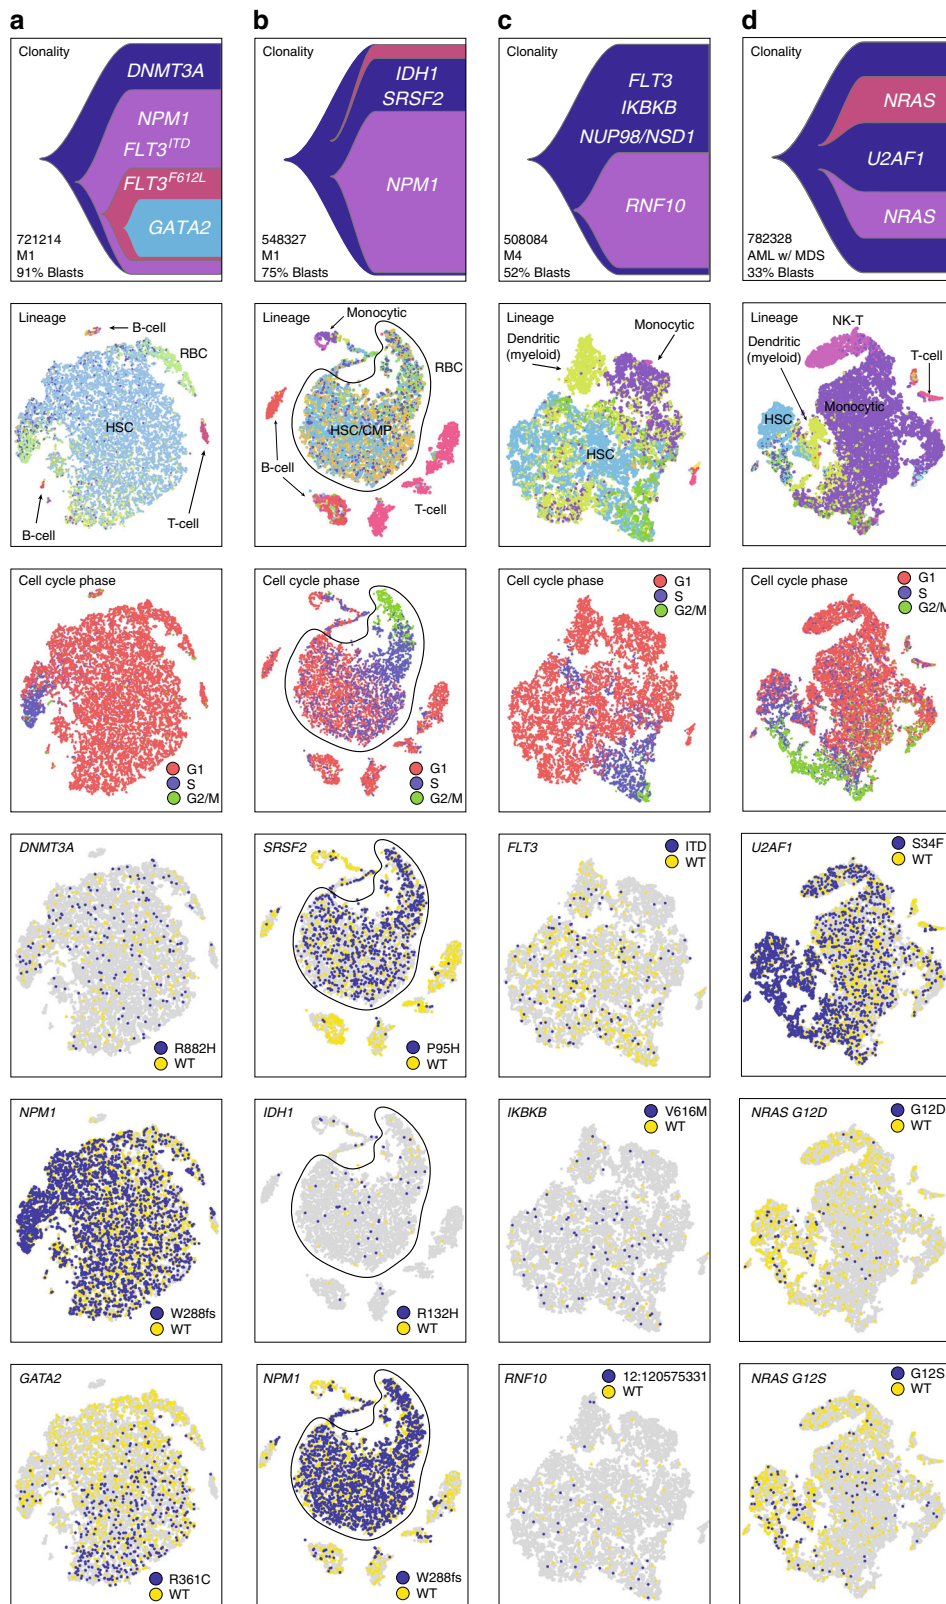 a
Clonality
DNMT3A
NPM1
FLT3ITD
FLT3F612L
GATA2
721214
M1
91% Blasts
Lineage
B-cell
RBC
HSC
B-cell
T-cell
Cell cycle phase
G1
S
G2/M
DNMT3A
R882H
WT
NPM1
W288fs
WT
GATA2
R361C
WT
b
Clonality
IDH1
SRSF2
NPM1
548327
M1
75% Blasts
Lineage
Monocytic
RBC
HSC/CMP
B-cell
T-cell
Cell cycle phase
G1
S
G2/M
SRSF2
P95H
WT
IDH1
R132H
WT
NPM1
W288fs
WT
c
Clonality
FLT3
IKBKB
NUP98/NSD1
RNF10
508084
M4
52% Blasts
Lineage
Dendritic
(myeloid)
Monocytic
HSC
Cell cycle phase
G1
S
G2/M
FLT3
ITD
WT
IKBKB
V616M
WT
RNF10
12:120575331
WT
d
Clonality
NRAS
U2AF1
NRAS
782328
AML w/ MDS
33% Blasts
Lineage
NK-T
Dendritic
(myeloid)
T-cell
HSC
Monocytic
Cell cycle phase
G1
S
G2/M
U2AF1
S34F
WT
NRAS G12D
G12D
WT
NRAS G12S
G12S
WT